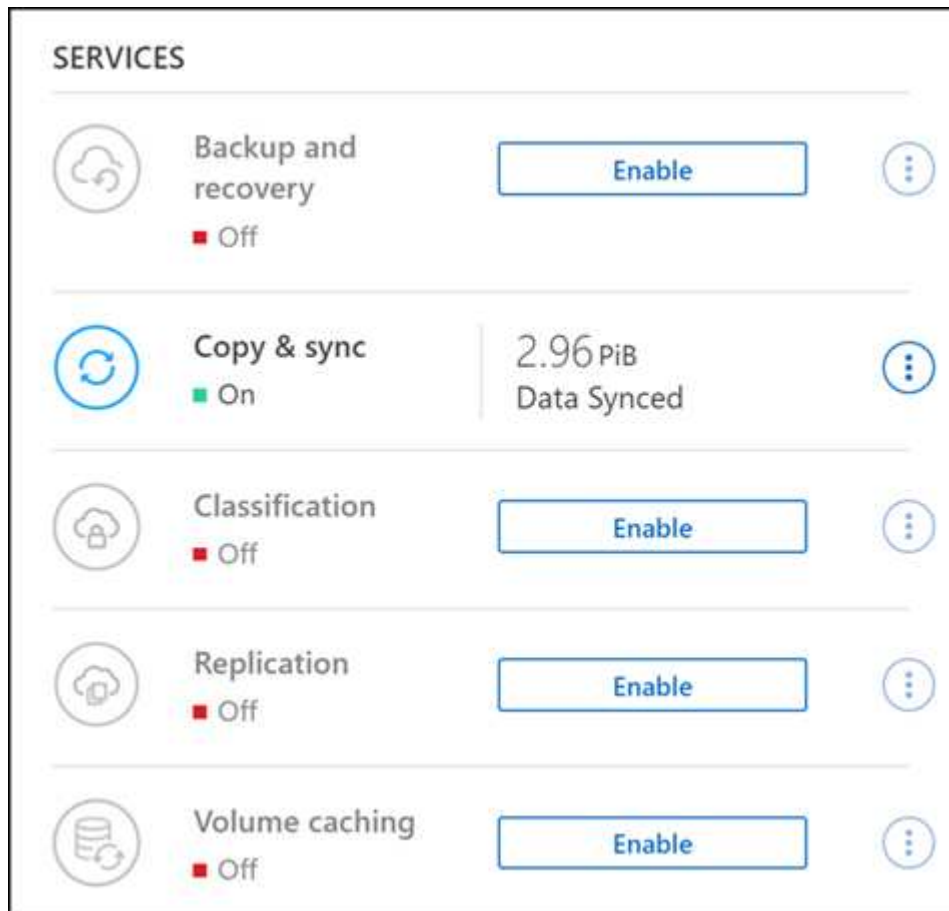 SERVICES
Backup and
recovery
Off
Enable
Copy & sync
On
2.96 PiB
Data Synced
Classification
Off
Enable
Replication
Off
Enable
Volume caching
Off
Enable